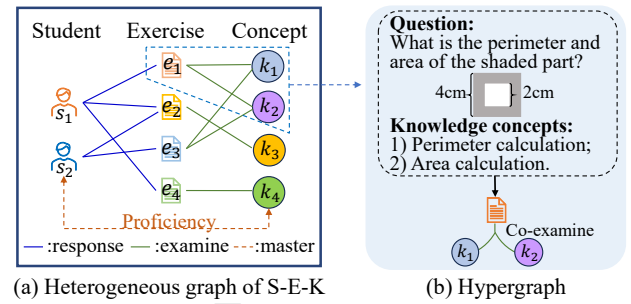 Student Exercise Concept
s1
s2
e1
e2
e3
e4
k1
k2
k3
k4
Proficiency
:response :examine :master
(a) Heterogeneous graph of S-E-K
Question:
What is the perimeter and
area of the shaded part?
4cm 2cm
Knowledge concepts:
1) Perimeter calculation;
2) Area calculation.
Co-examine
k1 k2
(b) Hypergraph